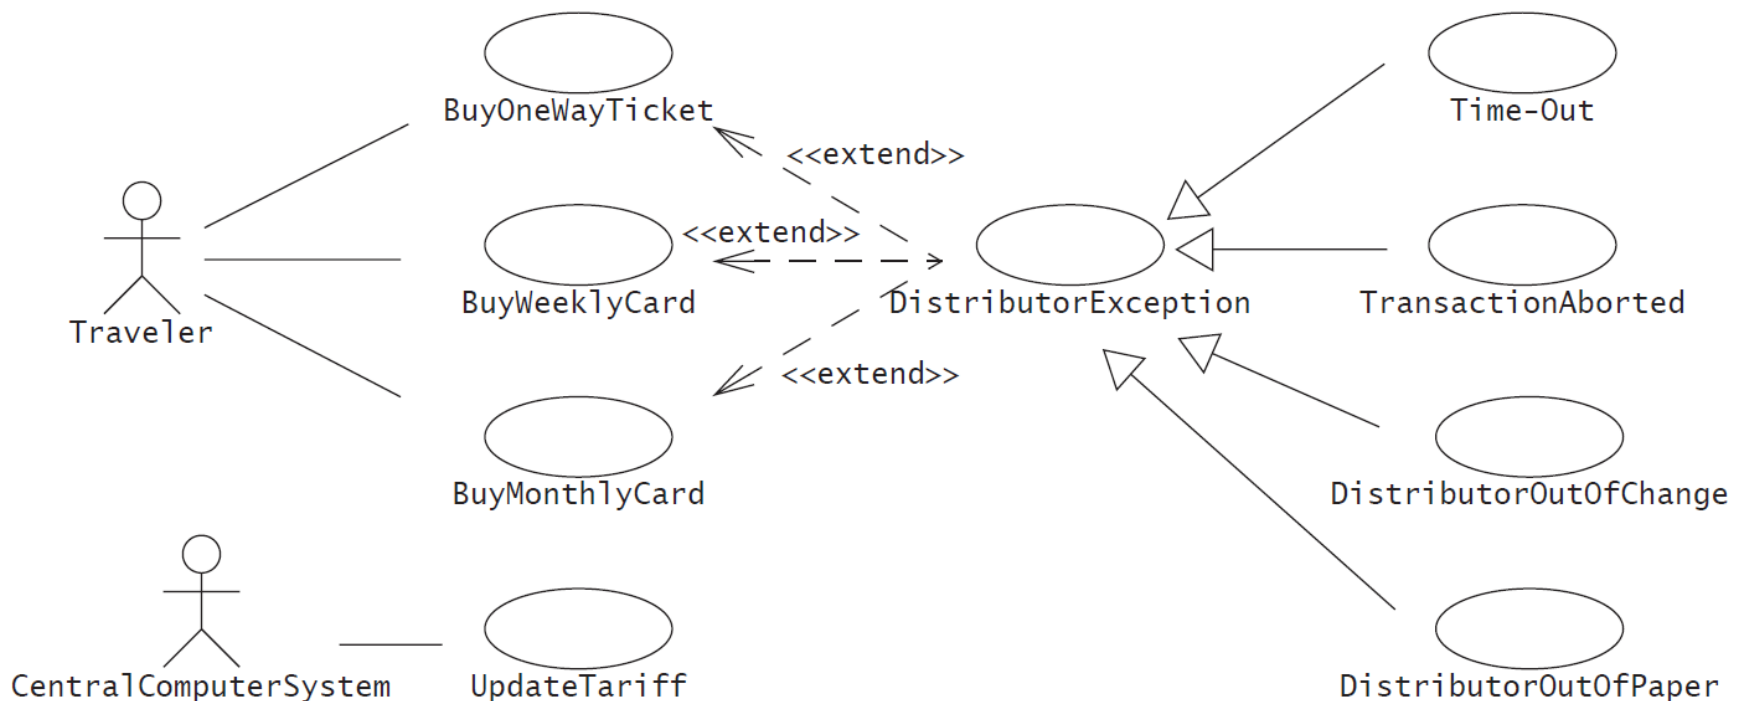 BuyOneWayTicket
Time-Out
<<extend>>
<<extend>>
Traveler
BuyWeeklyCard
DistributorException
TransactionAborted
<<extend>>
BuyMonthlyCard
DistributorOutOfChange
CentralComputerSystem
UpdateTariff
DistributorOutOfPaper